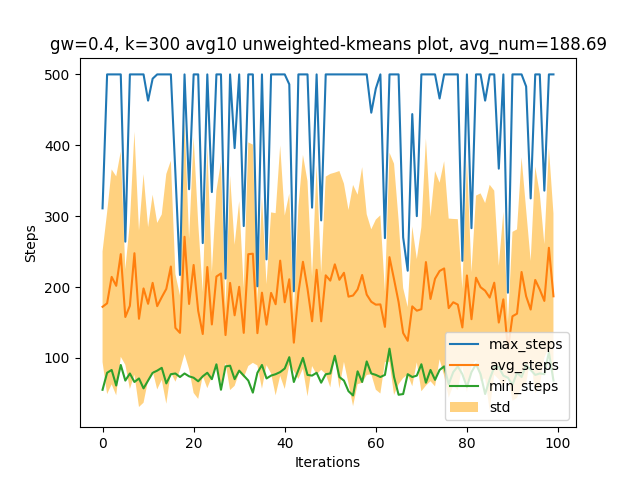 gw=0.4, k=300 avg10 unweighted-kmeans plot, avg_num=188.69
500
400
300
200
100
Steps
max_steps
avg_steps
min_steps
std
0 20 40 60 80 100
Iterations